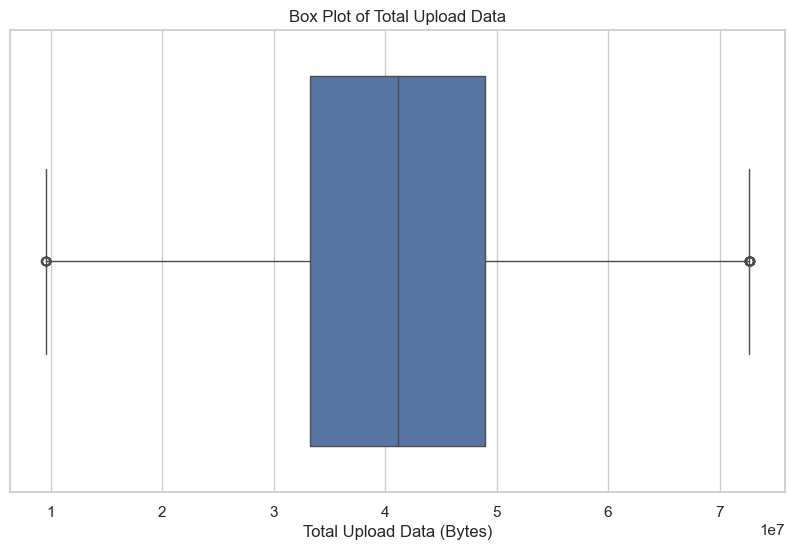 Box Plot of Total Upload Data
1 2 3 4 5 6 7
1e7
Total Upload Data (Bytes)